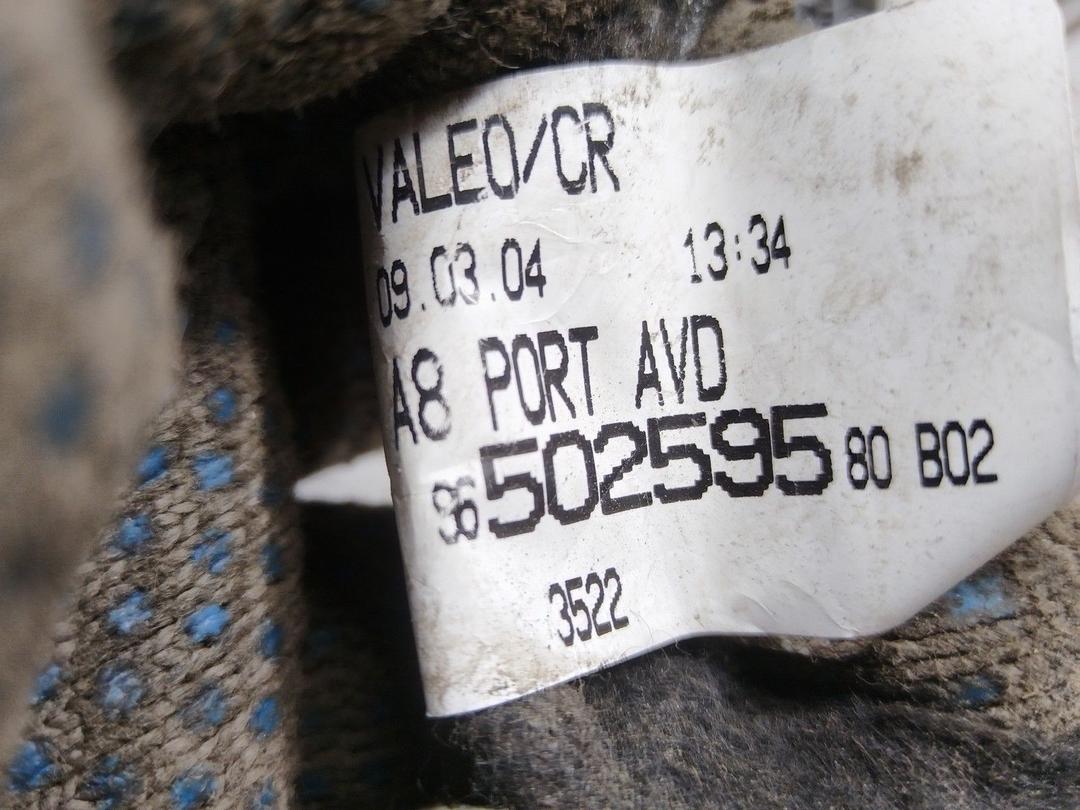 VALEO/CR
09.03.04 13:34
A8 PORT AVD
96 502595 80 B02
3522